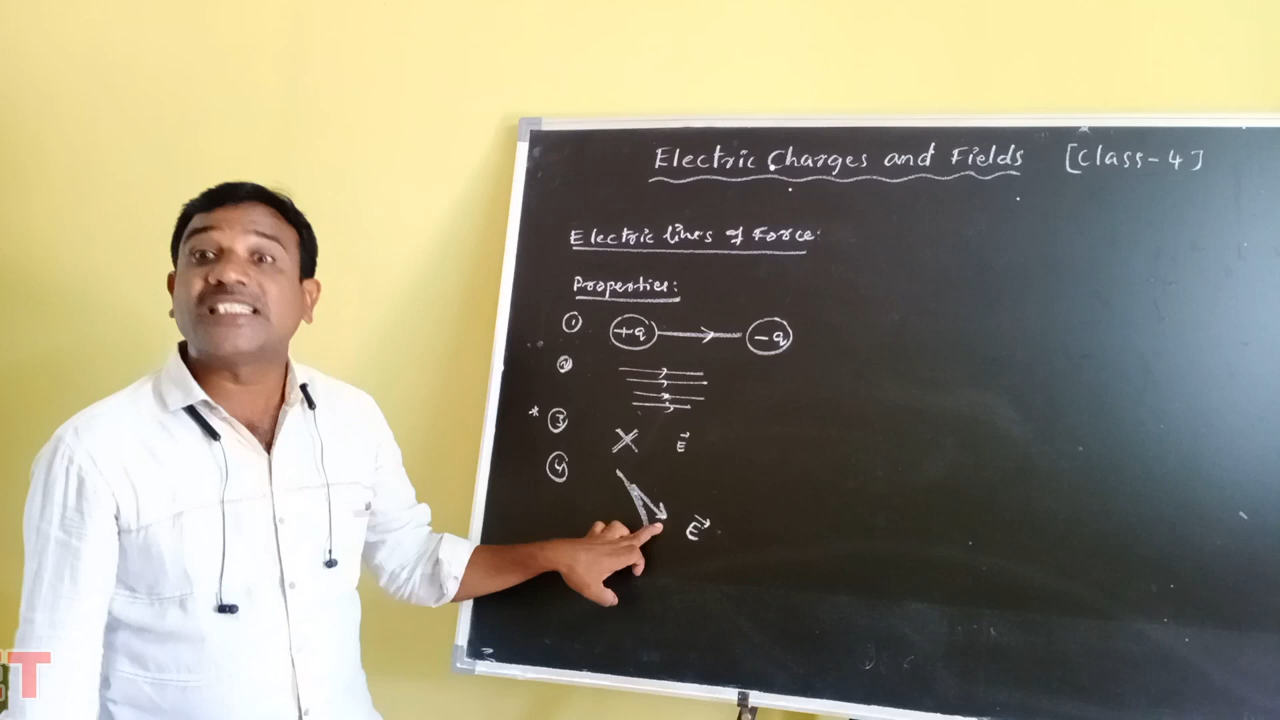 Electric Charges and Fields [Class-4]
Electric lines of Force:
Properties:
1 +q -q
2
* 3 E
4
E
T